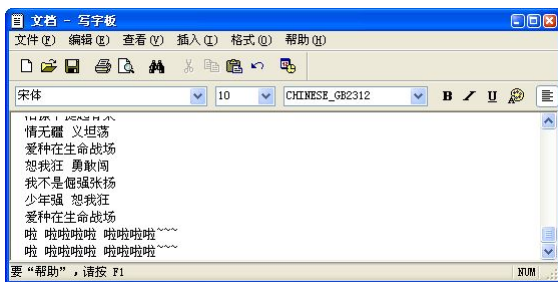 文档 - 写字板
文件(F) 编辑(E) 查看(V) 插入(I) 格式(O) 帮助(H)
宋体 10 CHINESE_GB2312 B / U
情无疆 义坦荡
爱种在生命战场
恕我狂 勇敢闯
我不是倔强张扬
少年强 恕我狂
爱种在生命战场
啦 啦啦啦啦 啦啦啦啦~~~
啦 啦啦啦啦 啦啦啦啦~~~
要“帮助”,请按 F1 NUM